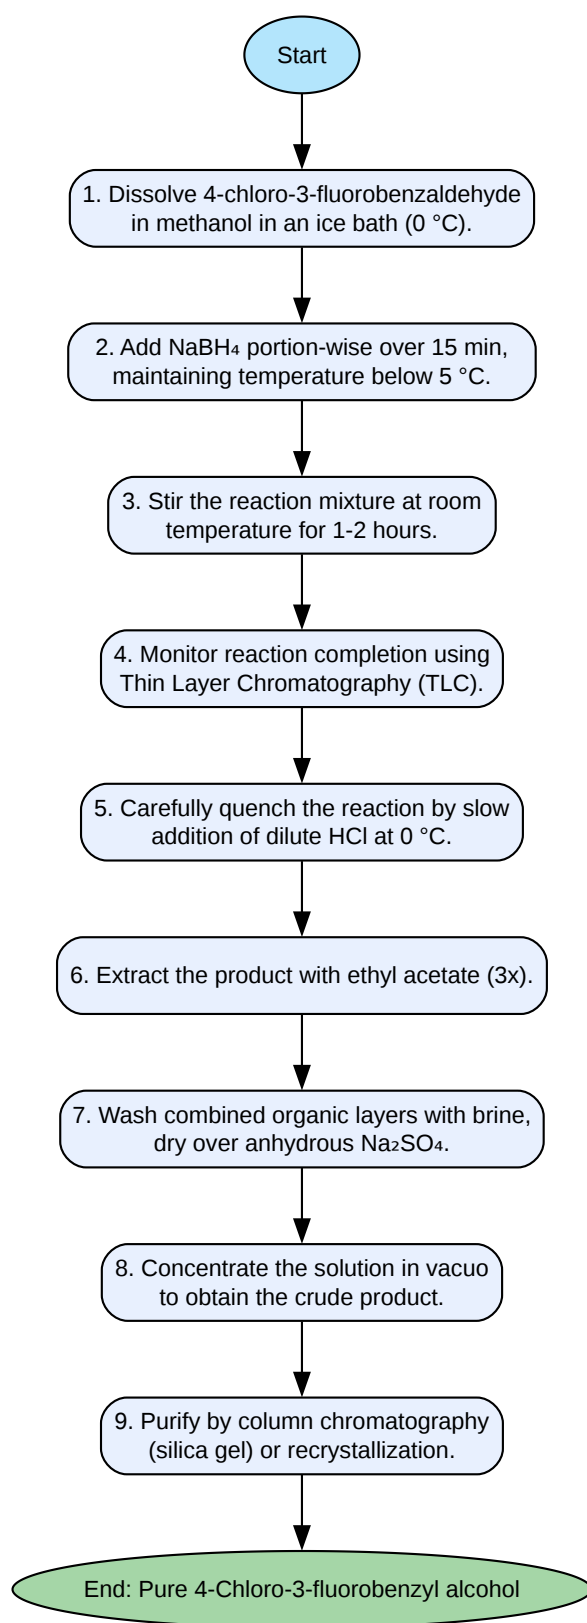 Start
1. Dissolve 4-chloro-3-fluorobenzaldehyde
in methanol in an ice bath (0 °C).
2. Add NaBH₄ portion-wise over 15 min,
maintaining temperature below 5 °C.
3. Stir the reaction mixture at room
temperature for 1-2 hours.
4. Monitor reaction completion using
Thin Layer Chromatography (TLC).
5. Carefully quench the reaction by slow
addition of dilute HCl at 0 °C.
6. Extract the product with ethyl acetate (3x).
7. Wash combined organic layers with brine,
dry over anhydrous Na₂SO₄.
8. Concentrate the solution in vacuo
to obtain the crude product.
9. Purify by column chromatography
(silica gel) or recrystallization.
End: Pure 4-Chloro-3-fluorobenzyl alcohol